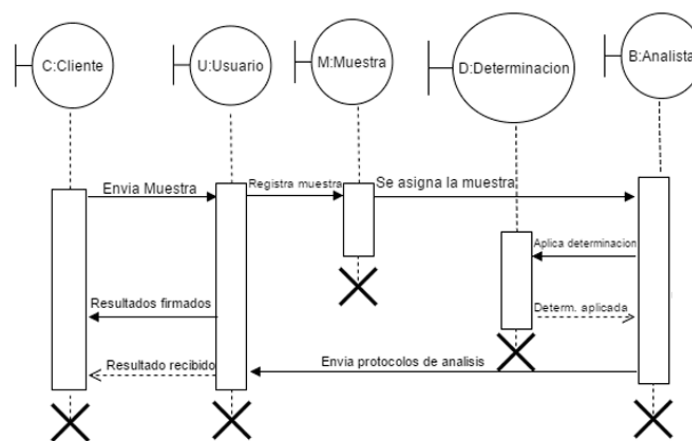 C:Cliente
U:Usuario
M:Muestra
D:Determinacion
B:Analista
Envia Muestra
Registra muestra
Se asigna la muestra
Aplica determinacion
Resultados firmados
Determ. aplicada
Resultado recibido
Envia protocolos de analisis